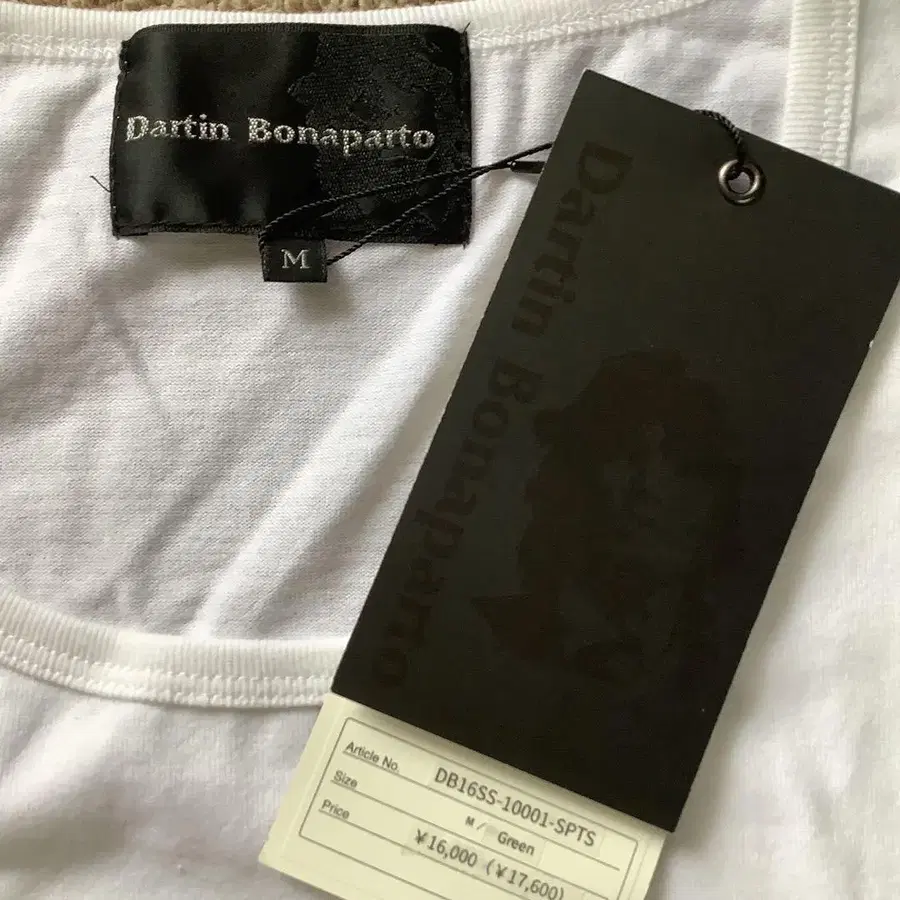 Dartin Bonaparto
M
Dartin Bonaparto
Article No. DB16SS-10001-SPTS
Size M / Green
Price ¥16,000 (¥17,600)